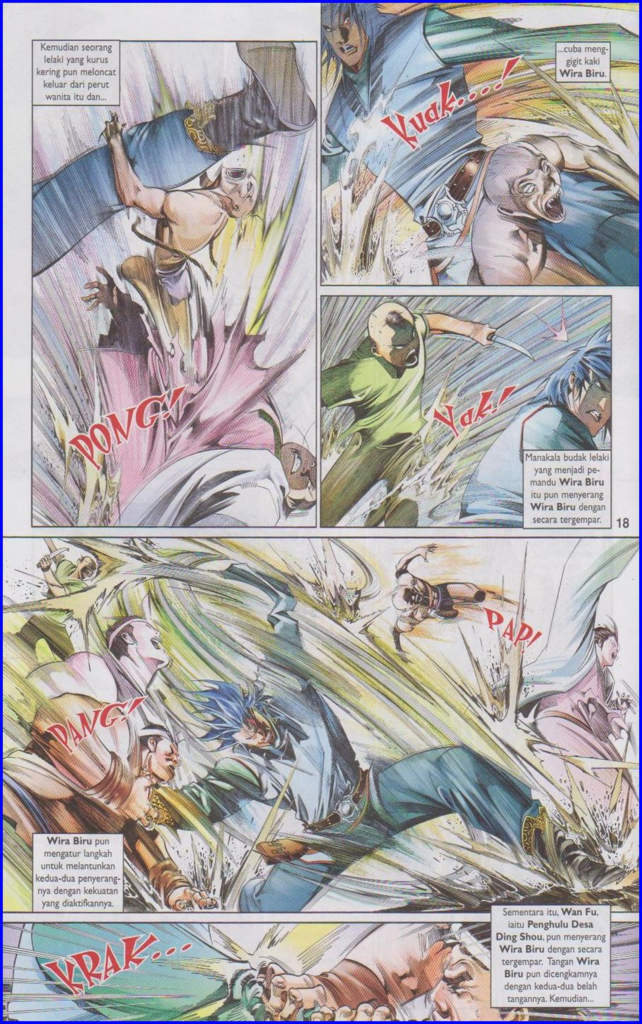 Kemudian seorang
lelaki yang kurus
kering pun meloncat
keluar dari perut
wanita itu dan...
...cuba meng-
gigit kaki
Wira Biru.
Kuak....!
PONG!
Yak!
Manakala budak lelaki
yang menjadi pe-
mandu Wira Biru
itu pun menyerang
Wira Biru dengan
secara tergempar.
18
PAP!
PANG!
Wira Biru pun
mengatur langkah
untuk melantunkan
kedua-dua penyerang-
nya dengan kekuatan
yang diaktifkannya.
Sementara itu, Wan Fu,
iaitu Penghulu Desa
Ding Shou, pun menyerang
Wira Biru dengan secara
tergempar. Tangan Wira
Biru pun dicengkamnya
dengan kedua-dua belah
tangannya. Kemudian...
KRAK...